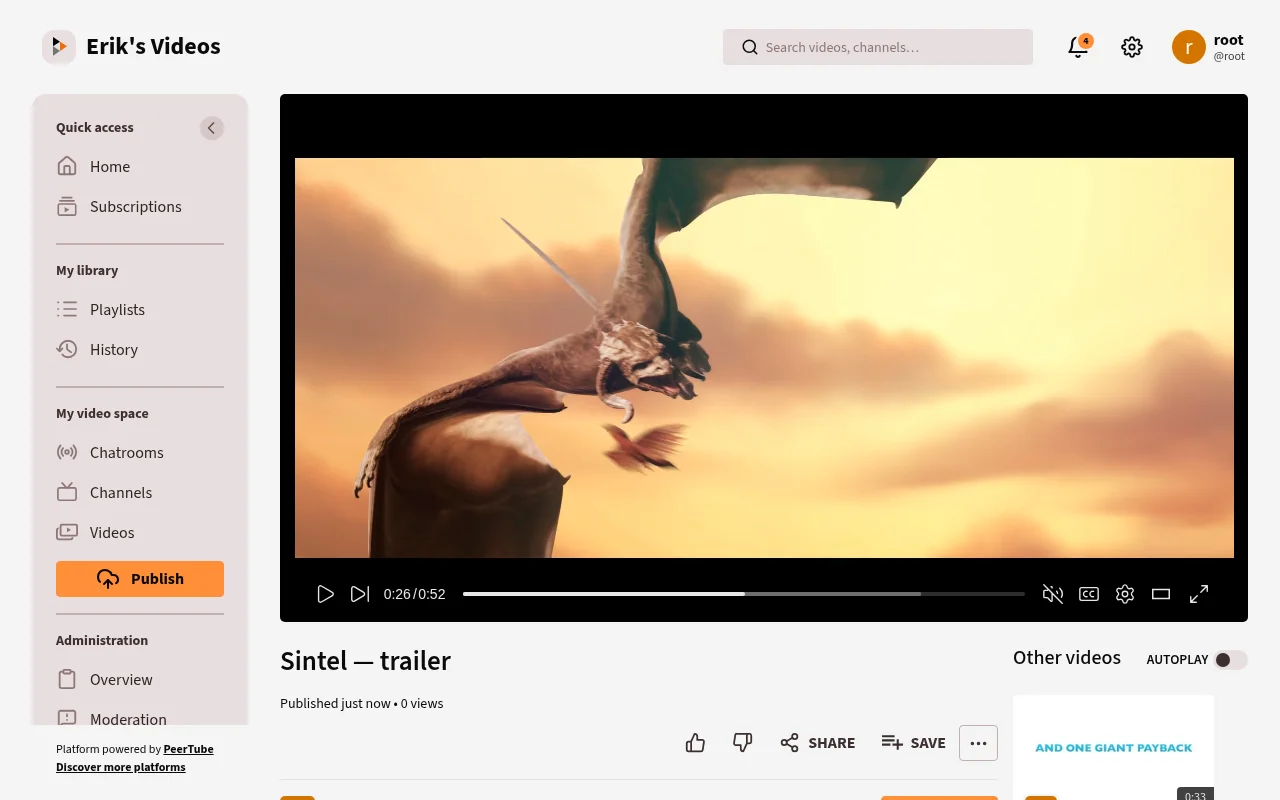 Erik's Videos
Search videos, channels…
4
r
root
@root
Quick access
Home
Subscriptions
My library
Playlists
History
My video space
Chatrooms
Channels
Videos
Publish
Administration
Overview
Moderation
Platform powered by PeerTube
Discover more platforms
0:26/0:52
CC
Sintel — trailer
Published just now • 0 views
SHARE
SAVE
Other videos
AUTOPLAY
AND ONE GIANT PAYBACK
0:33